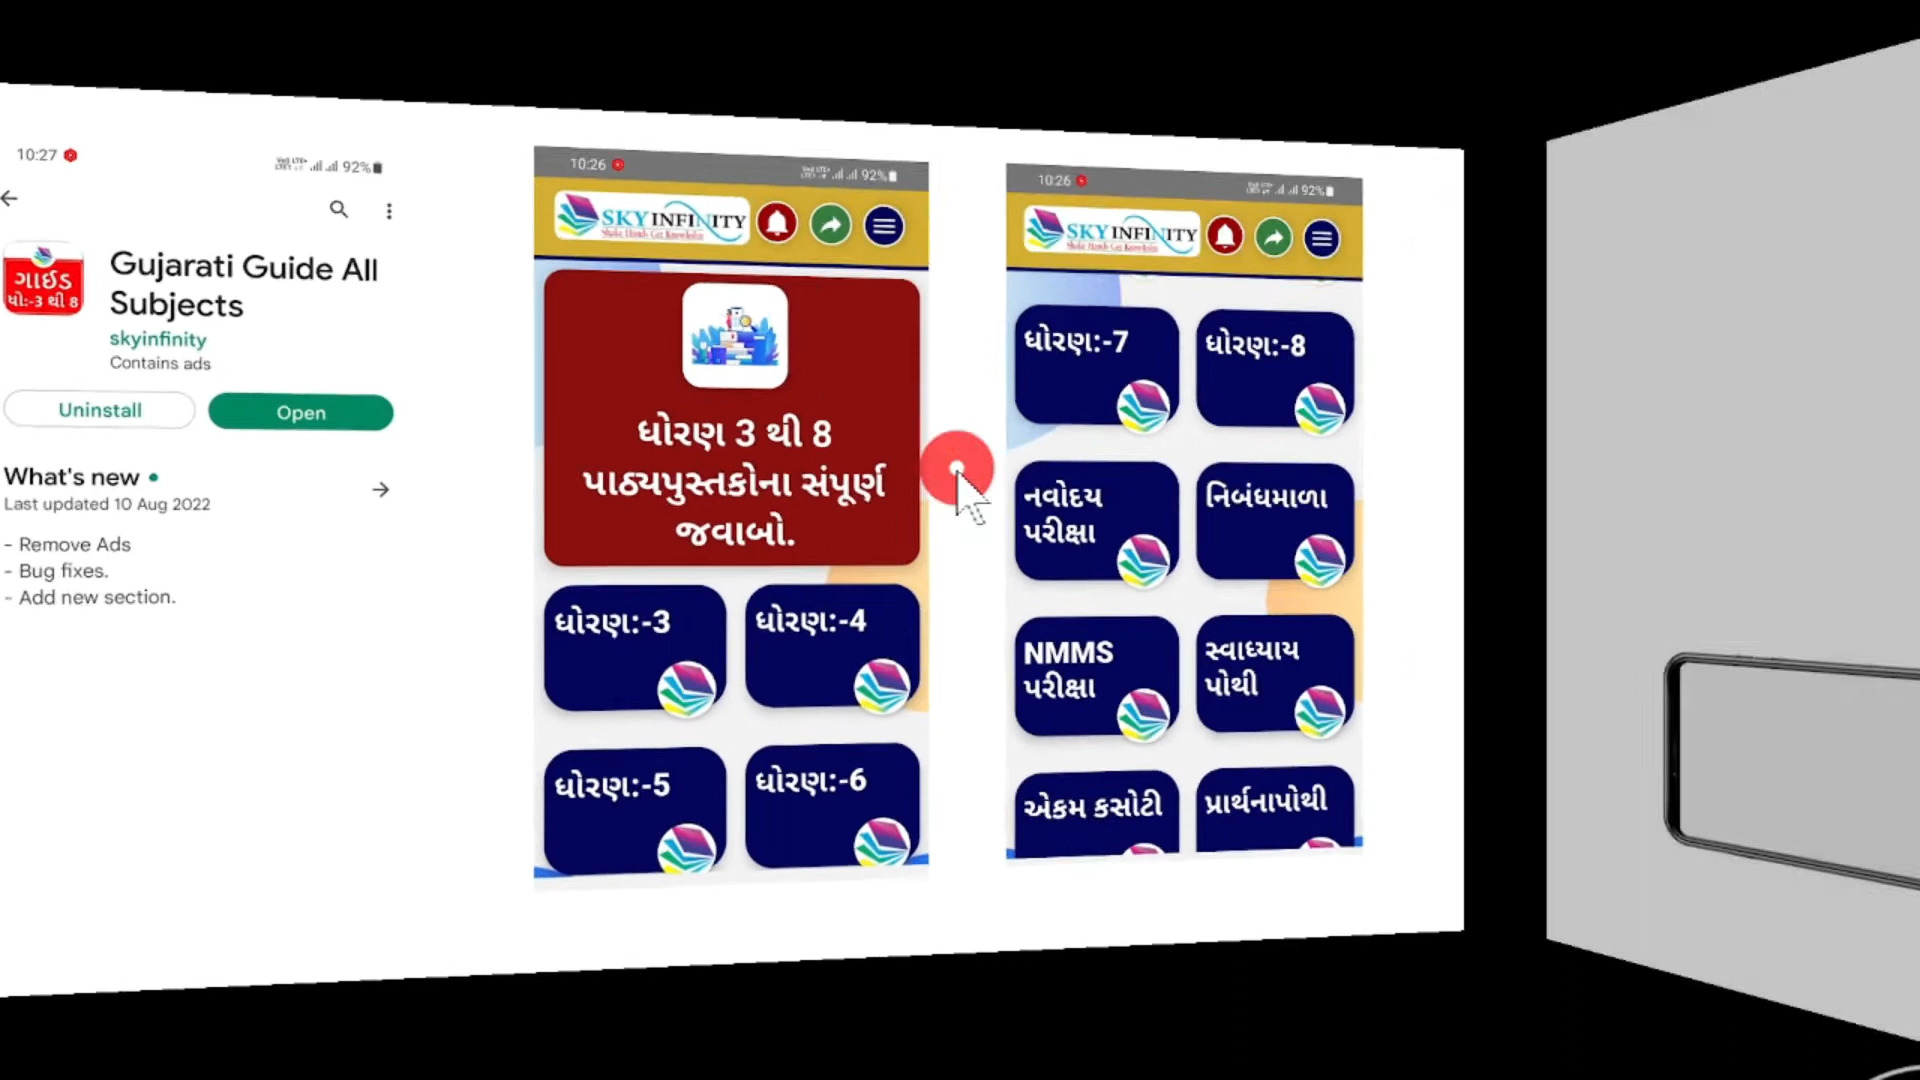 10:27
92%
ગાઈડ
ધો:-3 થી 8
Gujarati Guide All
Subjects
skyinfinity
Contains ads
Uninstall
Open
What's new
Last updated 10 Aug 2022
- Remove Ads
- Bug fixes.
- Add new section.
10:26
92%
SKY INFINITY
ધોરણ 3 થી 8
પાઠ્યપુસ્તકોના સંપૂર્ણ
જવાબો.
ધોરણ:-3
ધોરણ:-4
ધોરણ:-5
ધોરણ:-6
10:26
92%
SKY INFINITY
ધોરણ:-7
ધોરણ:-8
નવોદય
પરીક્ષા
નિબંધમાળા
NMMS
પરીક્ષા
સ્વાધ્યાય
પોથી
એકમ કસોટી
પ્રાર્થનાપોથી